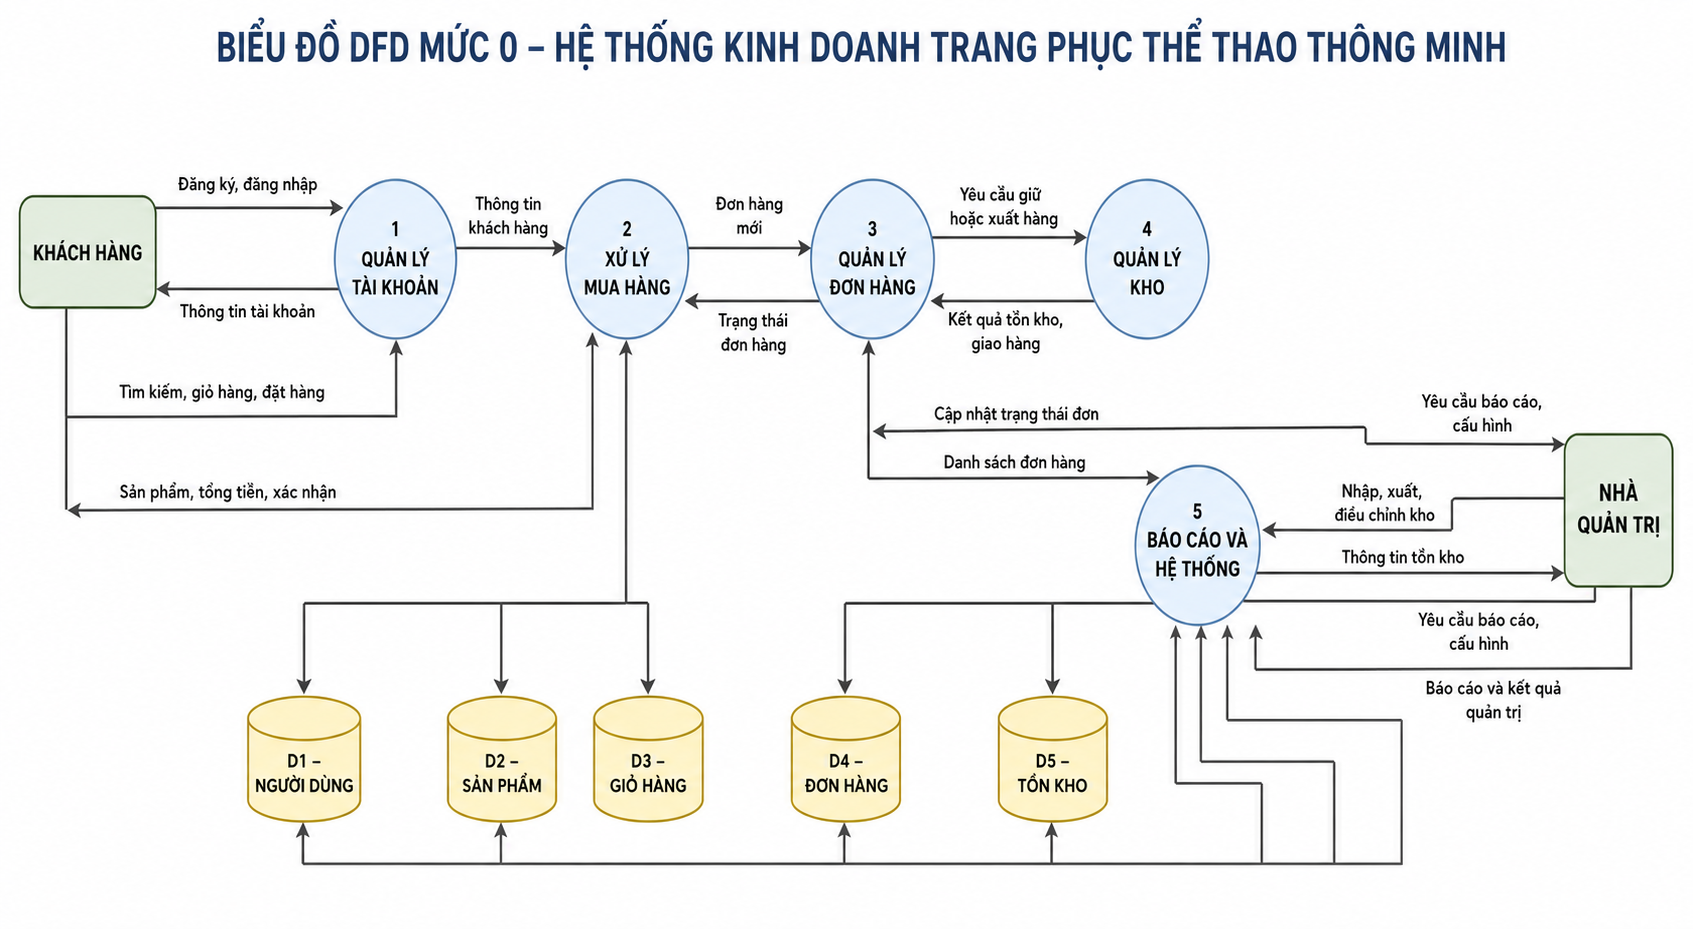 BIỂU ĐỒ DFD MỨC 0 – HỆ THỐNG KINH DOANH TRANG PHỤC THỂ THAO THÔNG MINH
KHÁCH HÀNG
Đăng ký, đăng nhập
Thông tin tài khoản
1
QUẢN LÝ
TÀI KHOẢN
Thông tin
khách hàng
2
XỬ LÝ
MUA HÀNG
Đơn hàng
mới
Trạng thái
đơn hàng
3
QUẢN LÝ
ĐƠN HÀNG
Yêu cầu giữ
hoặc xuất hàng
Kết quả tồn kho,
giao hàng
4
QUẢN LÝ
KHO
Tìm kiếm, giỏ hàng, đặt hàng
Sản phẩm, tổng tiền, xác nhận
Cập nhật trạng thái đơn
Danh sách đơn hàng
Yêu cầu báo cáo,
cấu hình
Nhập, xuất,
điều chỉnh kho
Thông tin tồn kho
5
BÁO CÁO VÀ
HỆ THỐNG
NHÀ
QUẢN TRỊ
Yêu cầu báo cáo,
cấu hình
Báo cáo và kết quả
quản trị
D1 –
NGƯỜI DÙNG
D2 –
SẢN PHẨM
D3 –
GIỎ HÀNG
D4 –
ĐƠN HÀNG
D5 –
TỒN KHO